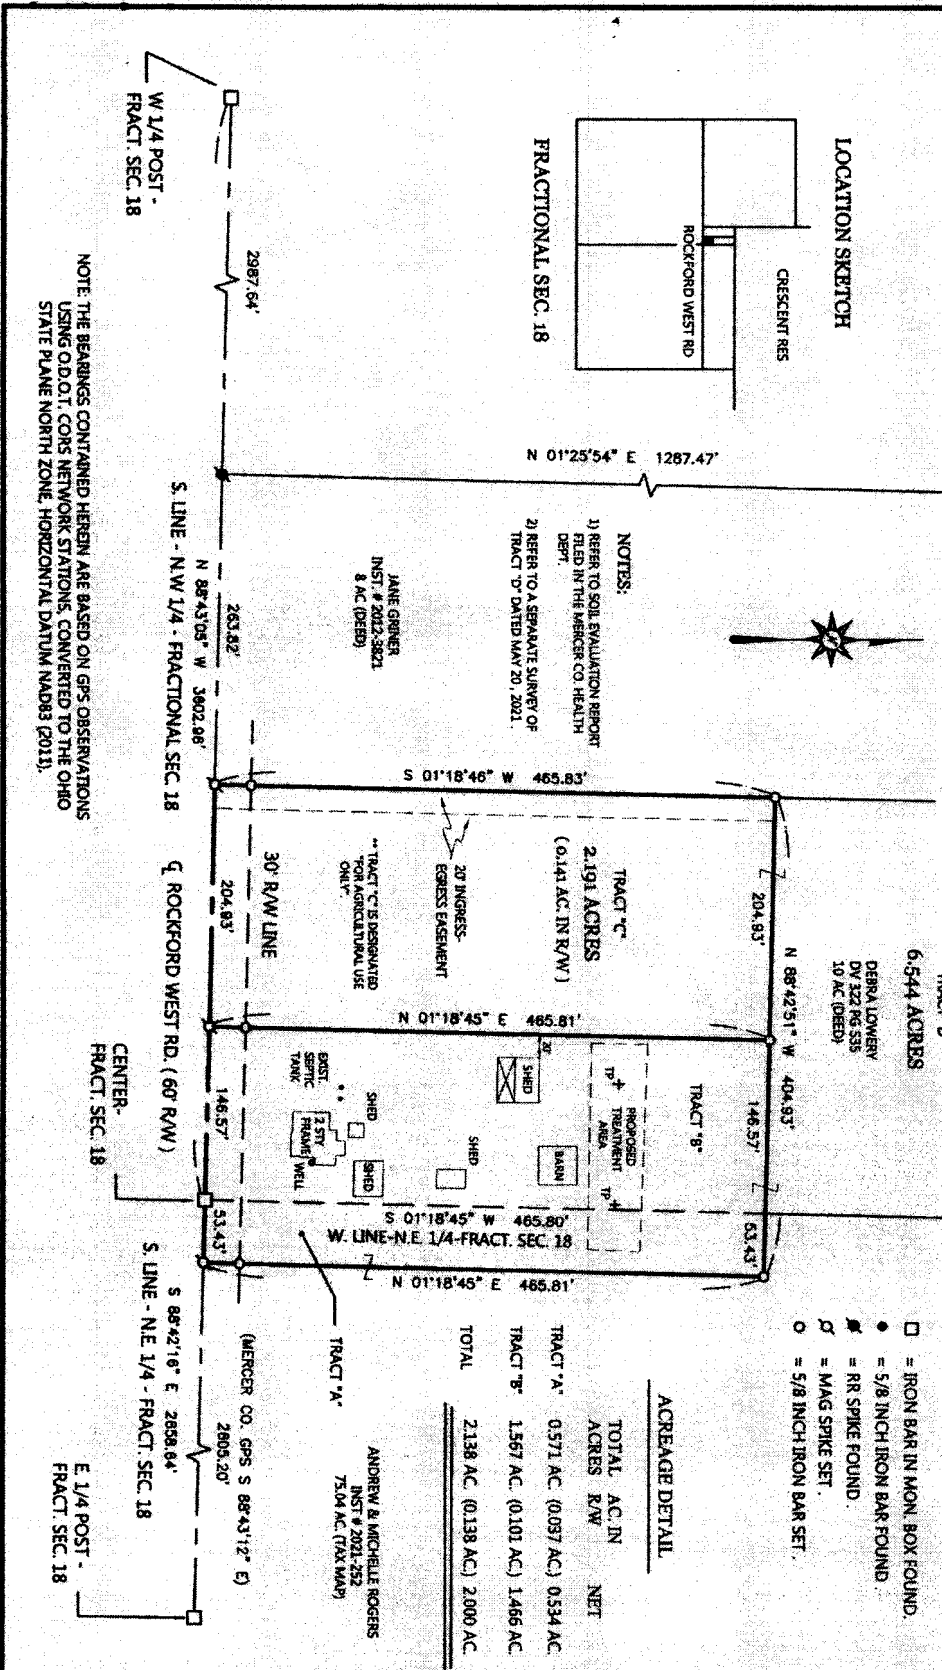 LOCATION SKETCH
CRESCENT RES
ROCKFORD WEST RD
FRACTIONAL SEC. 18
W 1/4 POST -
FRACT. SEC. 18
2987.64'
N 01°25'54" E 1287.47'
NOTES:
1) REFER TO SOIL EVALUATION REPORT
FILED IN THE MERCER CO. HEALTH
DEPT.
2) REFER TO A SEPARATE SURVEY OF
TRACT "D" DATED MAY 20, 2021
JANE GRINER
INST. # 2012-3821
8 AC (DEED)
263.82'
N 88°43'05" W 3602.96'
S. LINE - N.W 1/4 - FRACTIONAL SEC. 18
NOTE: THE BEARINGS CONTAINED HEREIN ARE BASED ON GPS OBSERVATIONS
USING O.D.O.T. CORS NETWORK STATIONS, CONVERTED TO THE OHIO
STATE PLANE NORTH ZONE, HORIZONTAL DATUM NAD83 (2011).
6.544 ACRES
DEBRA LOWERY
DV 322 PG 535
10 AC (DEED)
N 88°42'51" W 404.93'
204.93'
146.57'
53.43'
S 01°18'46" W 465.83'
TRACT "C"
2.191 ACRES
(0.141 AC. IN R/W)
20' INGRESS-
EGRESS EASEMENT
** TRACT "C" IS DESIGNATED
"FOR AGRICULTURAL USE
ONLY".
30' R/W LINE
204.93'
℄ ROCKFORD WEST RD. ( 60' R/W )
N 01°18'45" E 465.81'
TRACT "B"
PROPOSED
TREATMENT
AREA
TP
TP
20'
SHED
BARN
SHED
SHED
SHED
EXIST.
SEPTIC
TANK
2 STY
FRAME
WELL
146.57'
CENTER-
FRACT. SEC. 18
S 01°18'45" W 465.80'
W. LINE-N.E. 1/4-FRACT. SEC. 18
N 01°18'45" E 465.81'
53.43'
TRACT "A"
= IRON BAR IN MON. BOX FOUND.
= 5/8 INCH IRON BAR FOUND.
= RR SPIKE FOUND
= MAG SPIKE SET.
= 5/8 INCH IRON BAR SET.
ACREAGE DETAIL
TOTAL AC. IN
ACRES R/W NET
TRACT "A" 0.571 AC. (0.037 AC.) 0.534 AC.
TRACT "B" 1.567 AC. (0.101 AC.) 1.466 AC.
TOTAL 2.138 AC. (0.138 AC.) 2.000 AC.
ANDREW & MICHELLE ROGERS
INST # 2021-252
75.04 AC. (TAX MAP)
(MERCER CO. GPS S 88°43'12" E)
2605.20'
S 88°42'16" E 2658.64'
S. LINE - N.E 1/4 - FRACT. SEC. 18
E 1/4 POST -
FRACT. SEC. 18